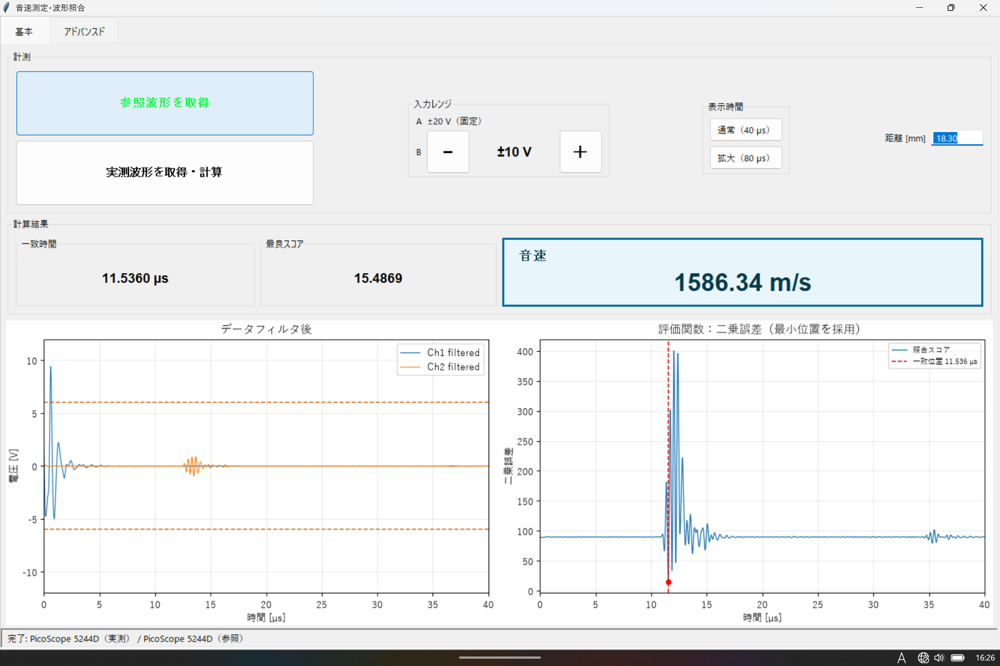 音速測定・波形照合
基本
アドバンスド
計測
参照波形を取得
実測波形を取得・計算
入力レンジ
A ±20 V（固定）
B − ±10 V +
表示時間
通常（40 µs）
拡大（80 µs）
距離 [mm] 18.30
計算結果
一致時間
11.5360 µs
最良スコア
15.4869
音速
1586.34 m/s
データフィルタ後
Ch1 filtered
Ch2 filtered
電圧 [V]
10
5
0
-5
-10
0 5 10 15 20 25 30 35 40
時間 [µs]
評価関数：二乗誤差（最小位置を採用）
照合スコア
一致位置 11.536 µs
二乗誤差
400
350
300
250
200
150
100
50
0
0 5 10 15 20 25 30 35 40
時間 [µs]
完了: PicoScope 5244D（実測） / PicoScope 5244D（参照）
A 16:26